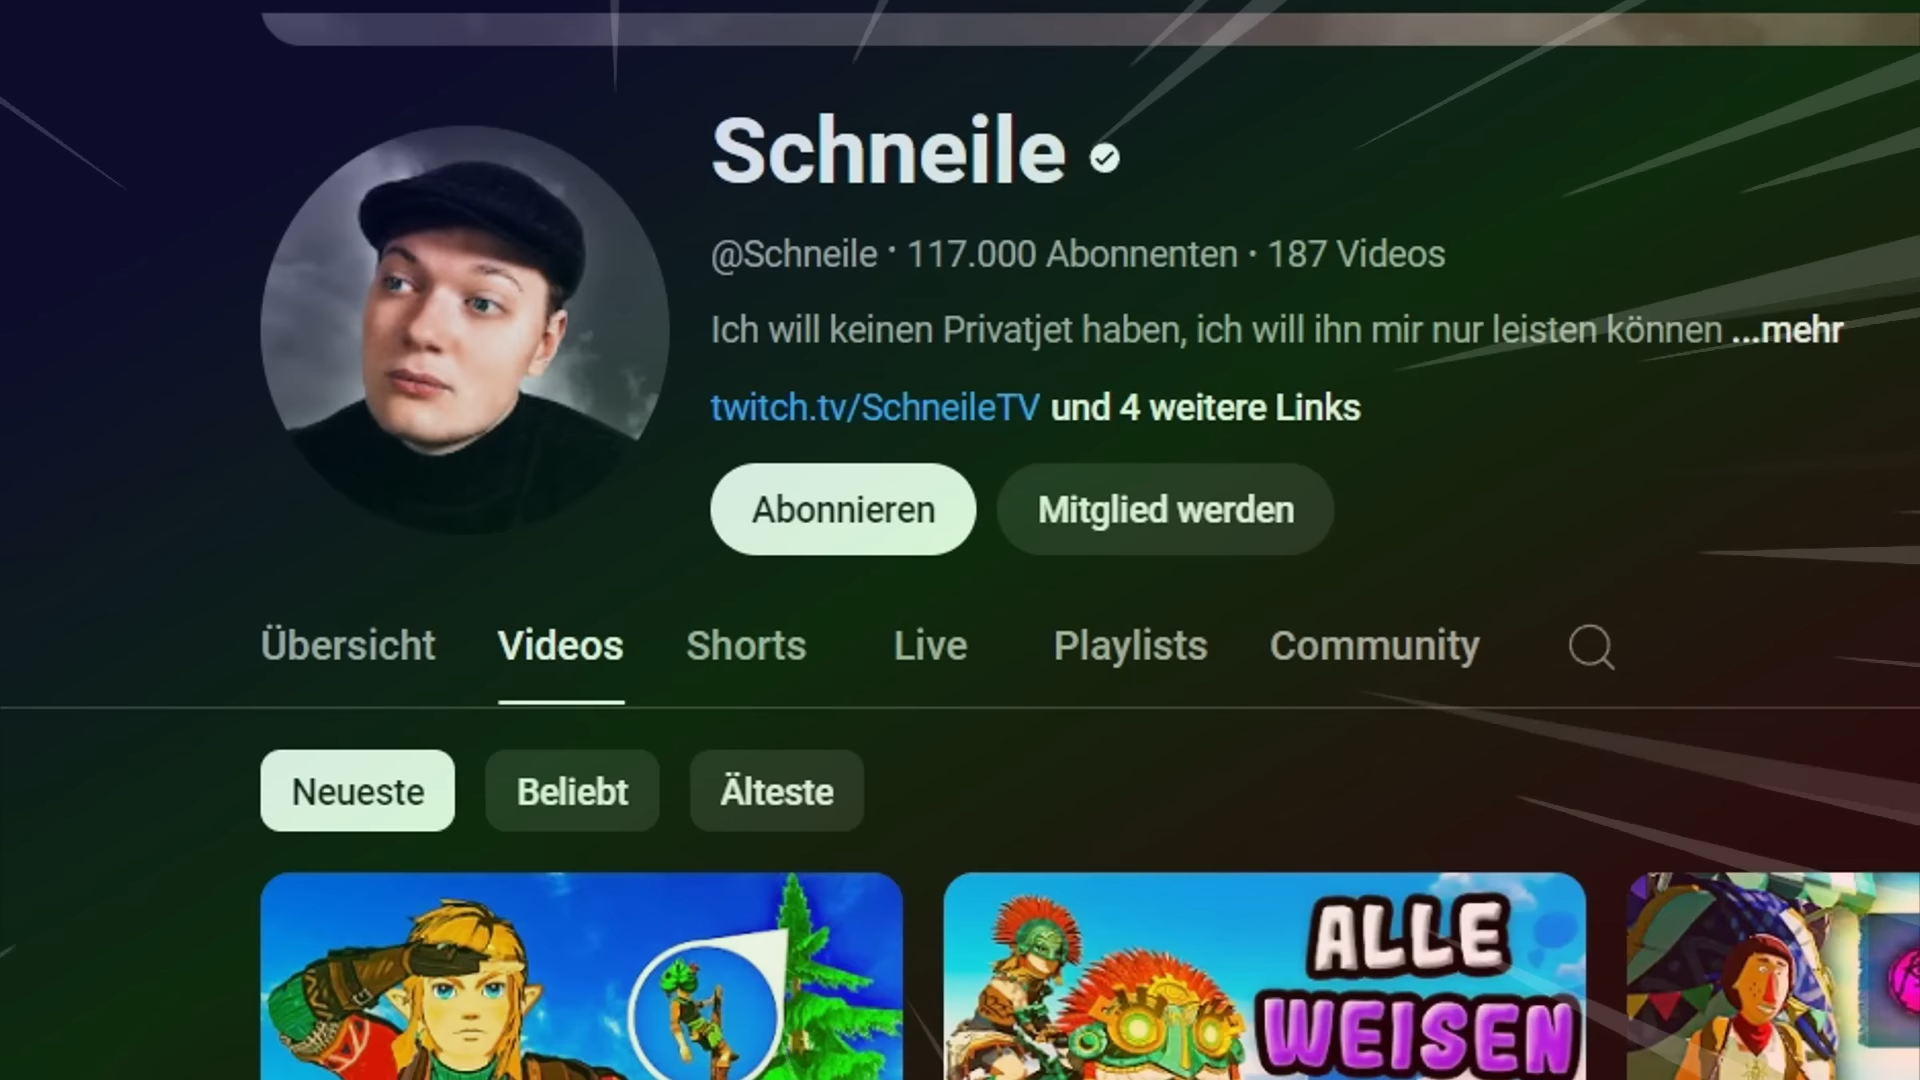 Schneile
@Schneile · 117.000 Abonnenten · 187 Videos
Ich will keinen Privatjet haben, ich will ihn mir nur leisten können ...mehr
twitch.tv/SchneileTV und 4 weitere Links
Abonnieren Mitglied werden
Übersicht Videos Shorts Live Playlists Community
Neueste Beliebt Älteste
ALLE
WEISEN